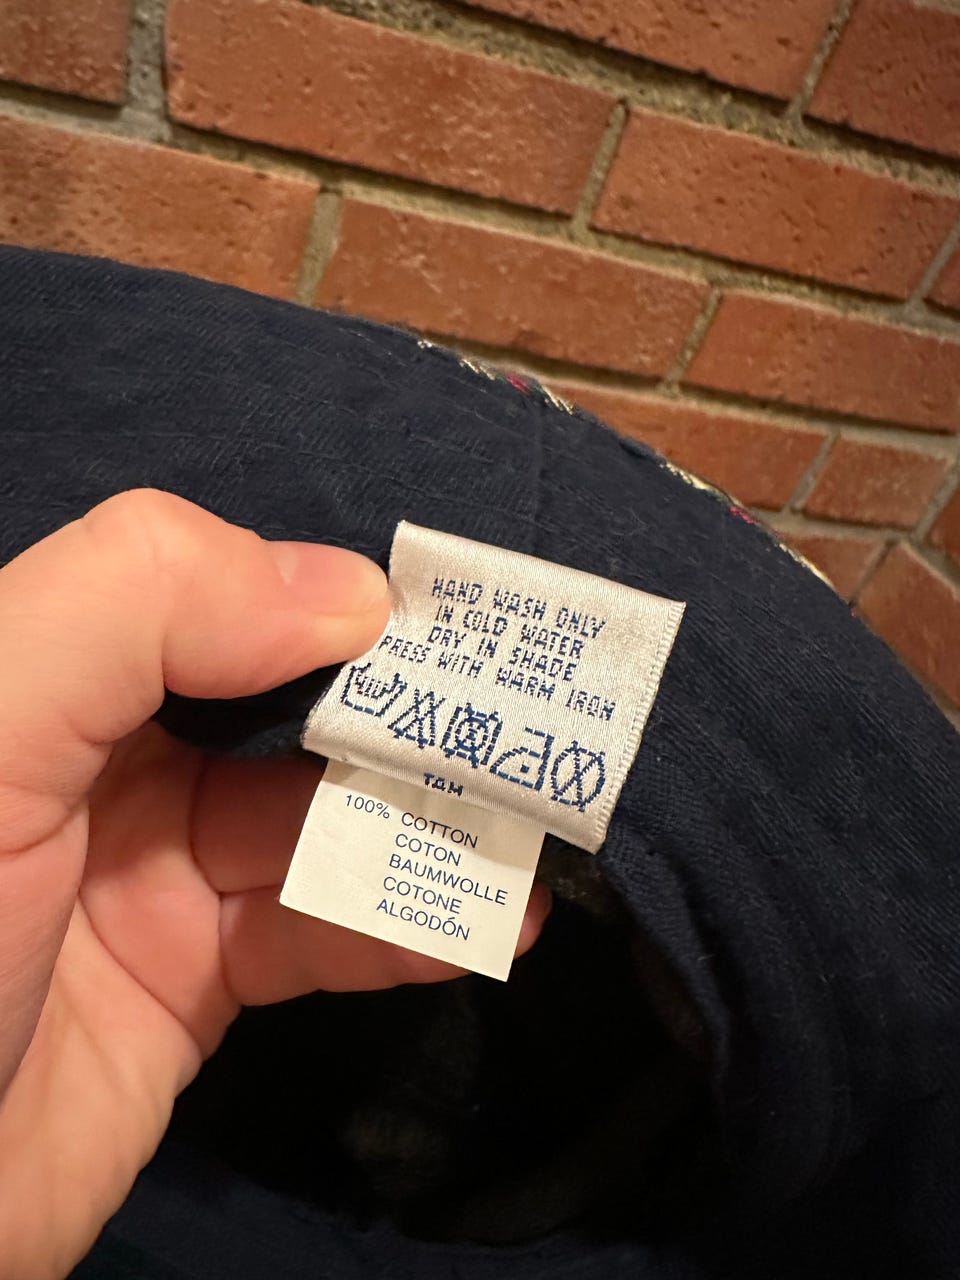 HAND WASH ONLY
IN COLD WATER
DRY IN SHADE
PRESS WITH WARM IRON
TAM
100% COTTON
COTON
BAUMWOLLE
COTONE
ALGODÓN